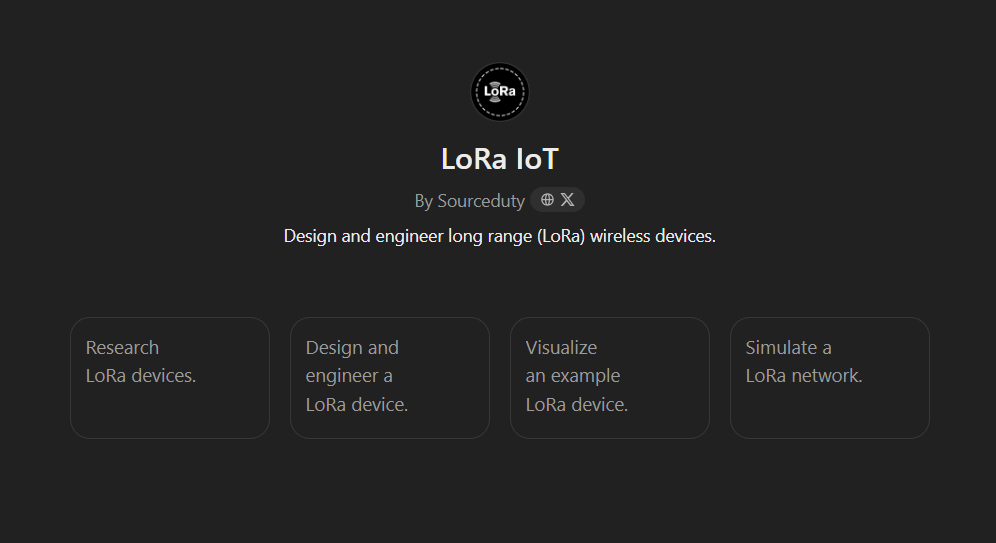 LoRa
LoRa IoT
By Sourceduty
Design and engineer long range (LoRa) wireless devices.
Research
LoRa devices.
Design and
engineer a
LoRa device.
Visualize
an example
LoRa device.
Simulate a
LoRa network.